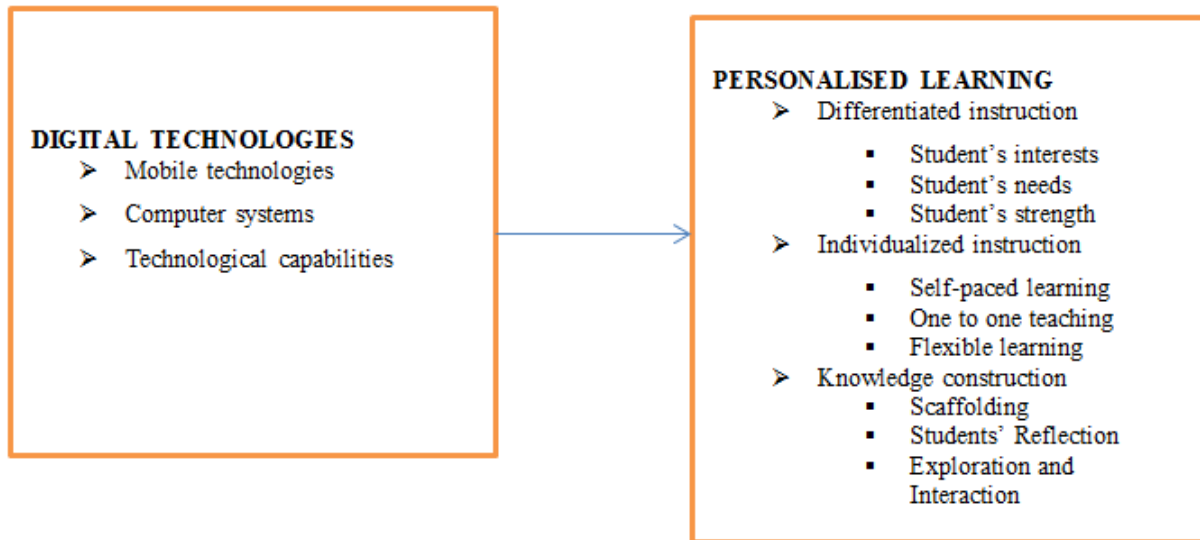 DIGITAL TECHNOLOGIES
➢ Mobile technologies
➢ Computer systems
➢ Technological capabilities
PERSONALISED LEARNING
➢ Differentiated instruction
▪ Student’s interests
▪ Student’s needs
▪ Student’s strength
➢ Individualized instruction
▪ Self-paced learning
▪ One to one teaching
▪ Flexible learning
➢ Knowledge construction
▪ Scaffolding
▪ Students’ Reflection
▪ Exploration and
Interaction